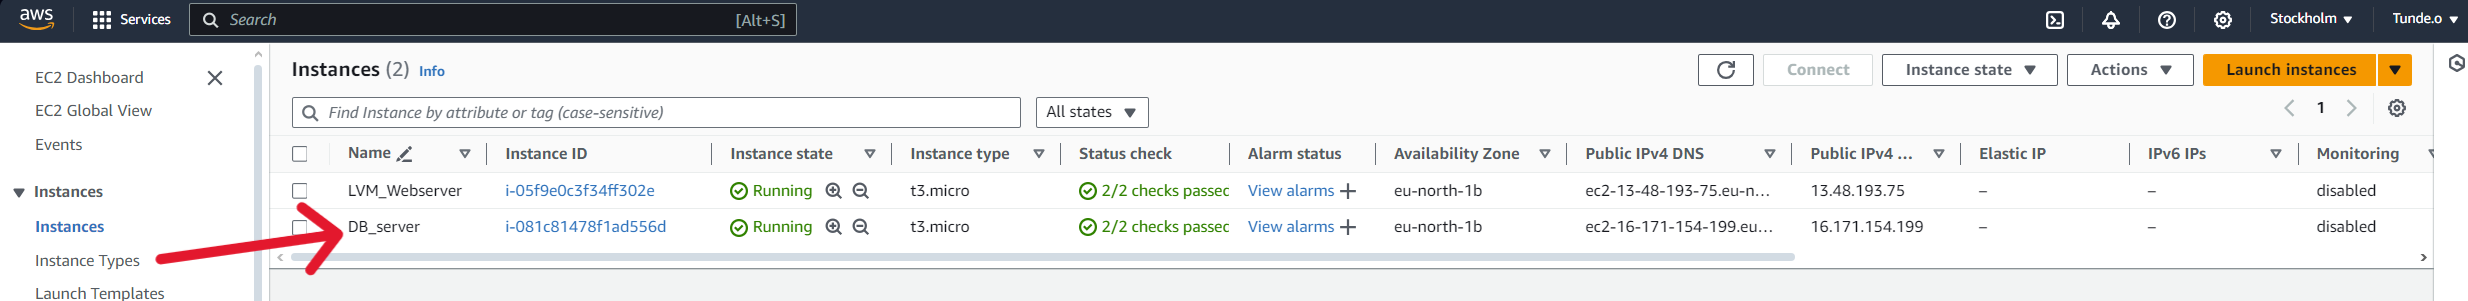 aws Services Search [Alt+S] Stockholm Tunde.o
EC2 Dashboard
EC2 Global View
Events
Instances
Instances
Instance Types
Launch Templates
Instances (2) Info Connect Instance state Actions Launch instances
Find Instance by attribute or tag (case-sensitive) All states 1
Name Instance ID Instance state Instance type Status check Alarm status Availability Zone Public IPv4 DNS Public IPv4 ... Elastic IP IPv6 IPs Monitoring
LVM_Webserver i-05f9e0c3f34ff302e Running t3.micro 2/2 checks passed View alarms + eu-north-1b ec2-13-48-193-75.eu-n... 13.48.193.75 – – disabled
DB_server i-081c81478f1ad556d Running t3.micro 2/2 checks passed View alarms + eu-north-1b ec2-16-171-154-199.eu... 16.171.154.199 – – disabled